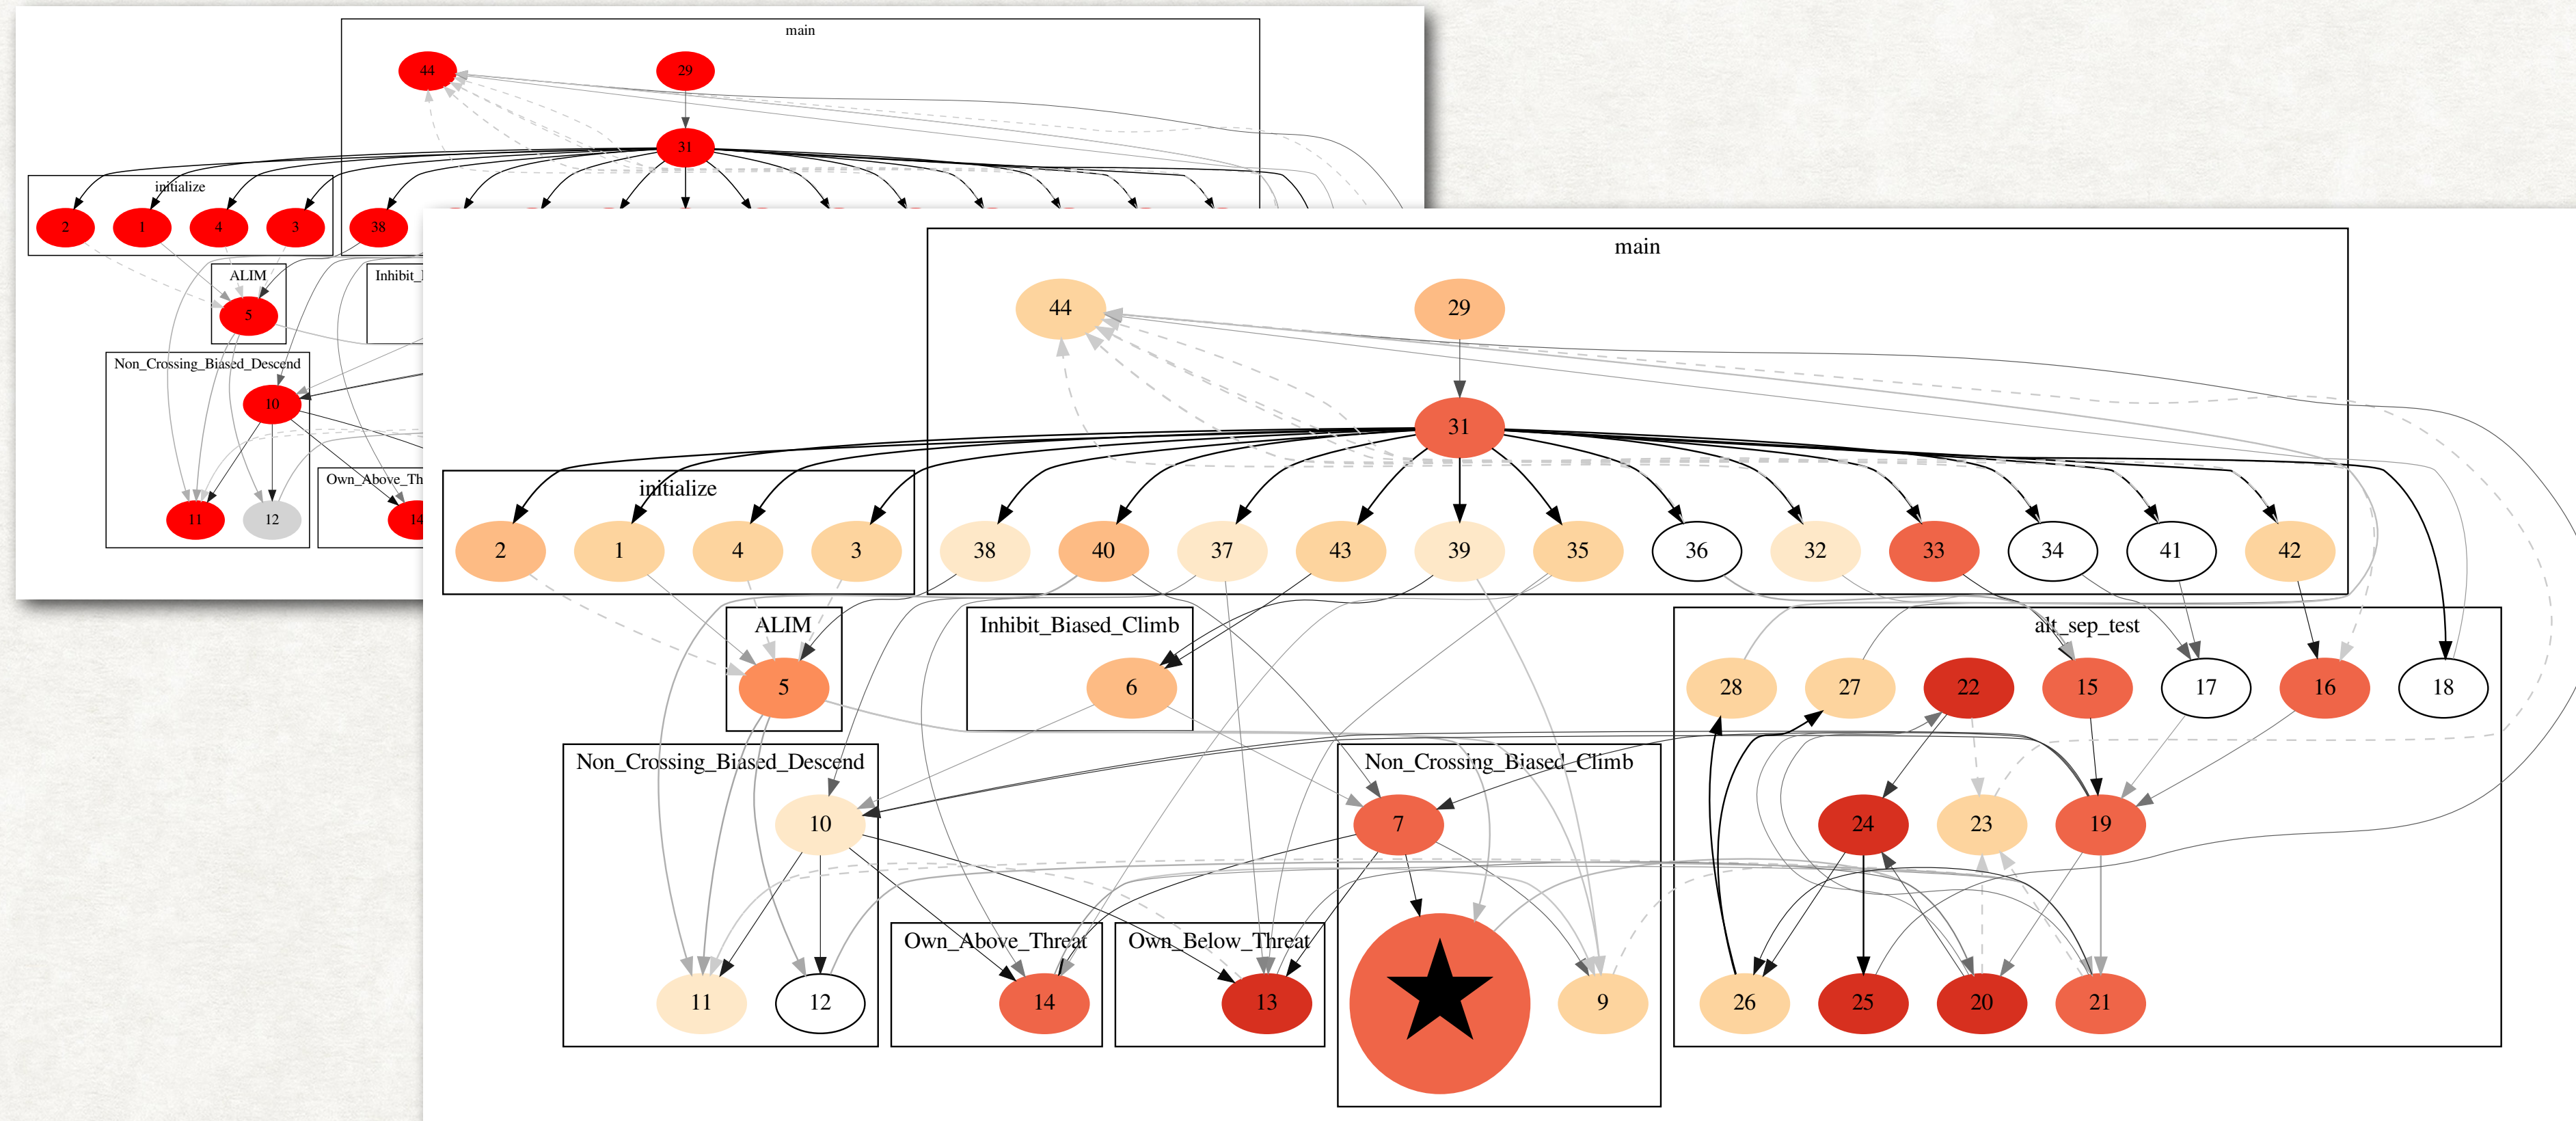 main
44 29
31
initialize
2 1 4 3 38
ALIM
5
Non_Crossing_Biased_Descend
10
11 12 14
main
44 29
31
initialize
2 1 4 3 38 40 37 43 39 35 36 32 33 34 41 42
ALIM Inhibit_Biased_Climb alt_sep_test
5 6 28 27 22 15 17 16 18
Non_Crossing_Biased_Descend Non_Crossing_Biased_Climb
10 7 24 23 19
Own_Above_Threat Own_Below_Threat
11 12 14 13 9 26 25 20 21